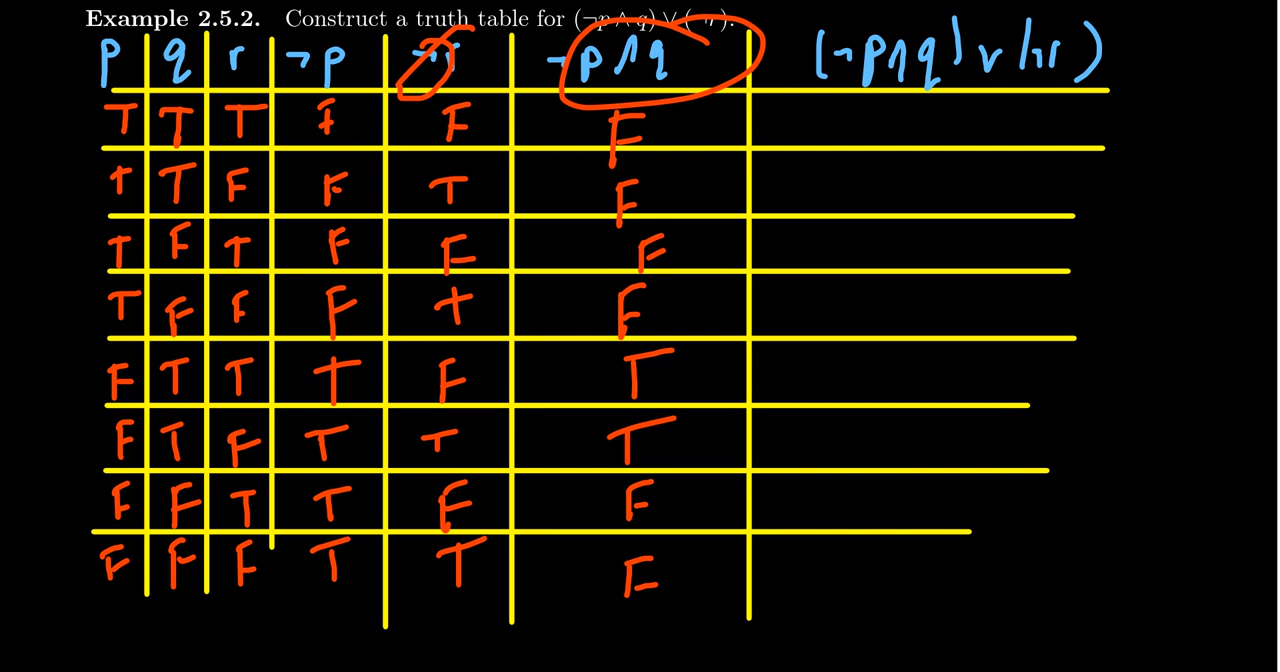 Example 2.5.2. Construct a truth table for (¬p ∧ q) ∨ (¬r).
p q r ¬p ¬r ¬p ∧ q (¬p ∧ q) ∨ (¬r)
T T T F F F
T T F F T F
T F T F F F
T F F F T F
F T T T F T
F T F T T T
F F T T F F
F F F T T F